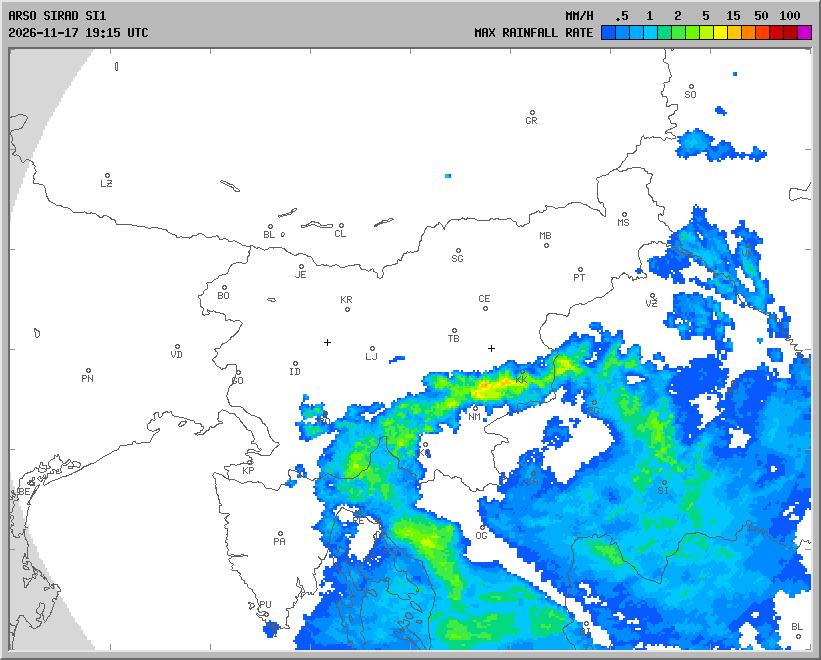 ARSO SIRAD SI1 MM/H .5 1 2 5 15 50 100
2026-11-17 19:15 UTC MAX RAINFALL RATE
SO
GR
LZ
MS
BL CL MB
SG
JE PT
BO KR CE VZ
TB
VD LJ
ID
PN GO KK
NM
KP
BE
SI
PA OG
PU
BL